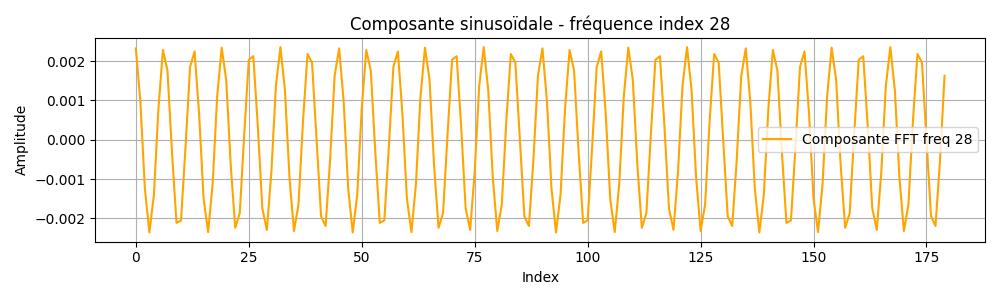 Composante sinusoïdale - fréquence index 28
Amplitude
0.002
0.001
0.000
−0.001
−0.002
Composante FFT freq 28
0 25 50 75 100 125 150 175
Index